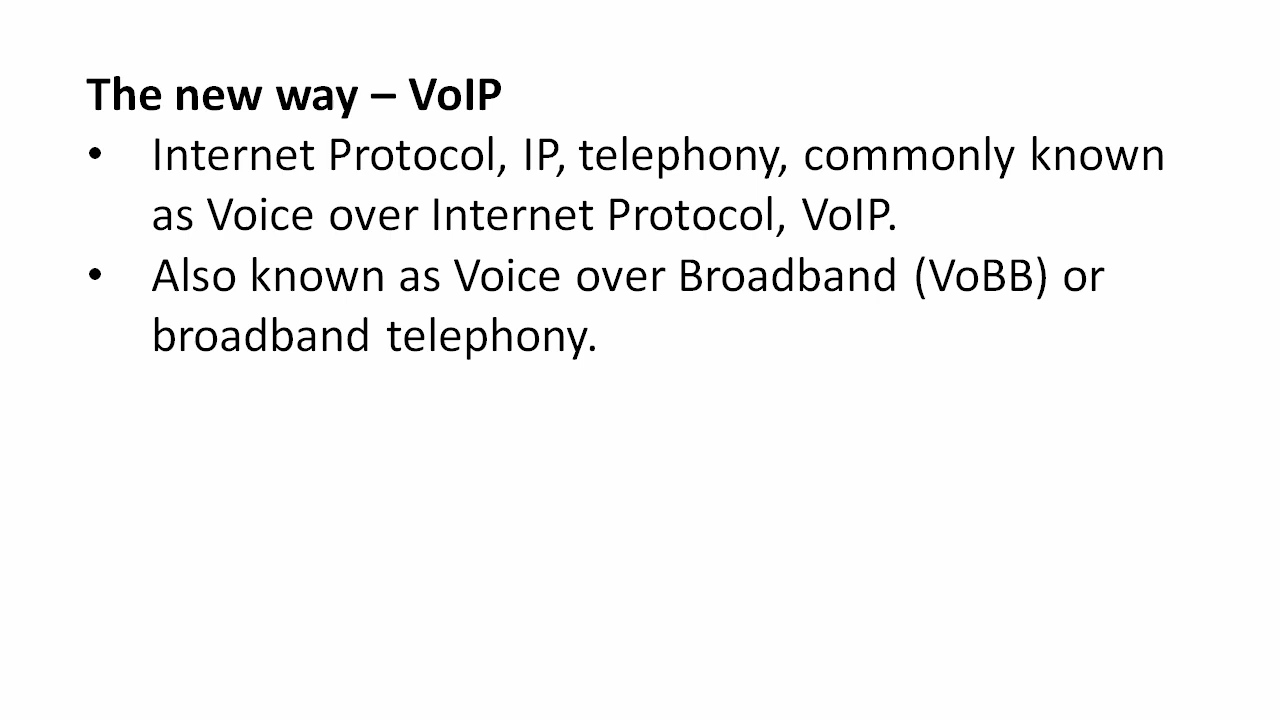 The new way – VoIP
• Internet Protocol, IP, telephony, commonly known
as Voice over Internet Protocol, VoIP.
• Also known as Voice over Broadband (VoBB) or
broadband telephony.